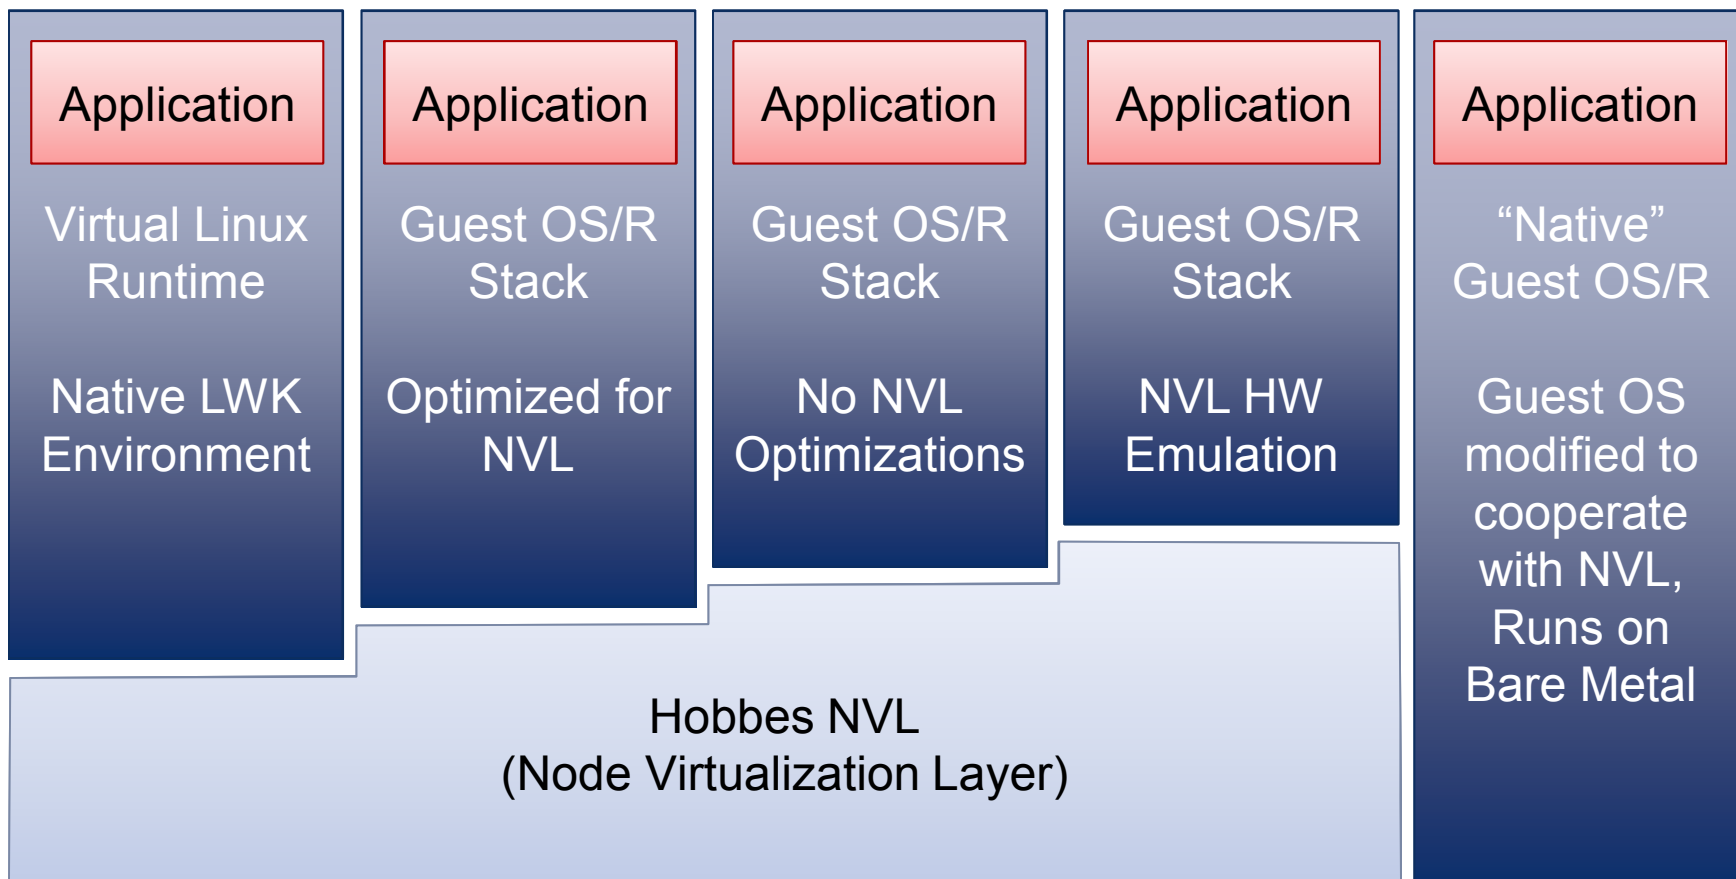 Application
Virtual Linux
Runtime
Native LWK
Environment
Application
Guest OS/R
Stack
Optimized for
NVL
Application
Guest OS/R
Stack
No NVL
Optimizations
Application
Guest OS/R
Stack
NVL HW
Emulation
Application
“Native”
Guest OS/R
Guest OS
modified to
cooperate
with NVL,
Runs on
Bare Metal
Hobbes NVL
(Node Virtualization Layer)